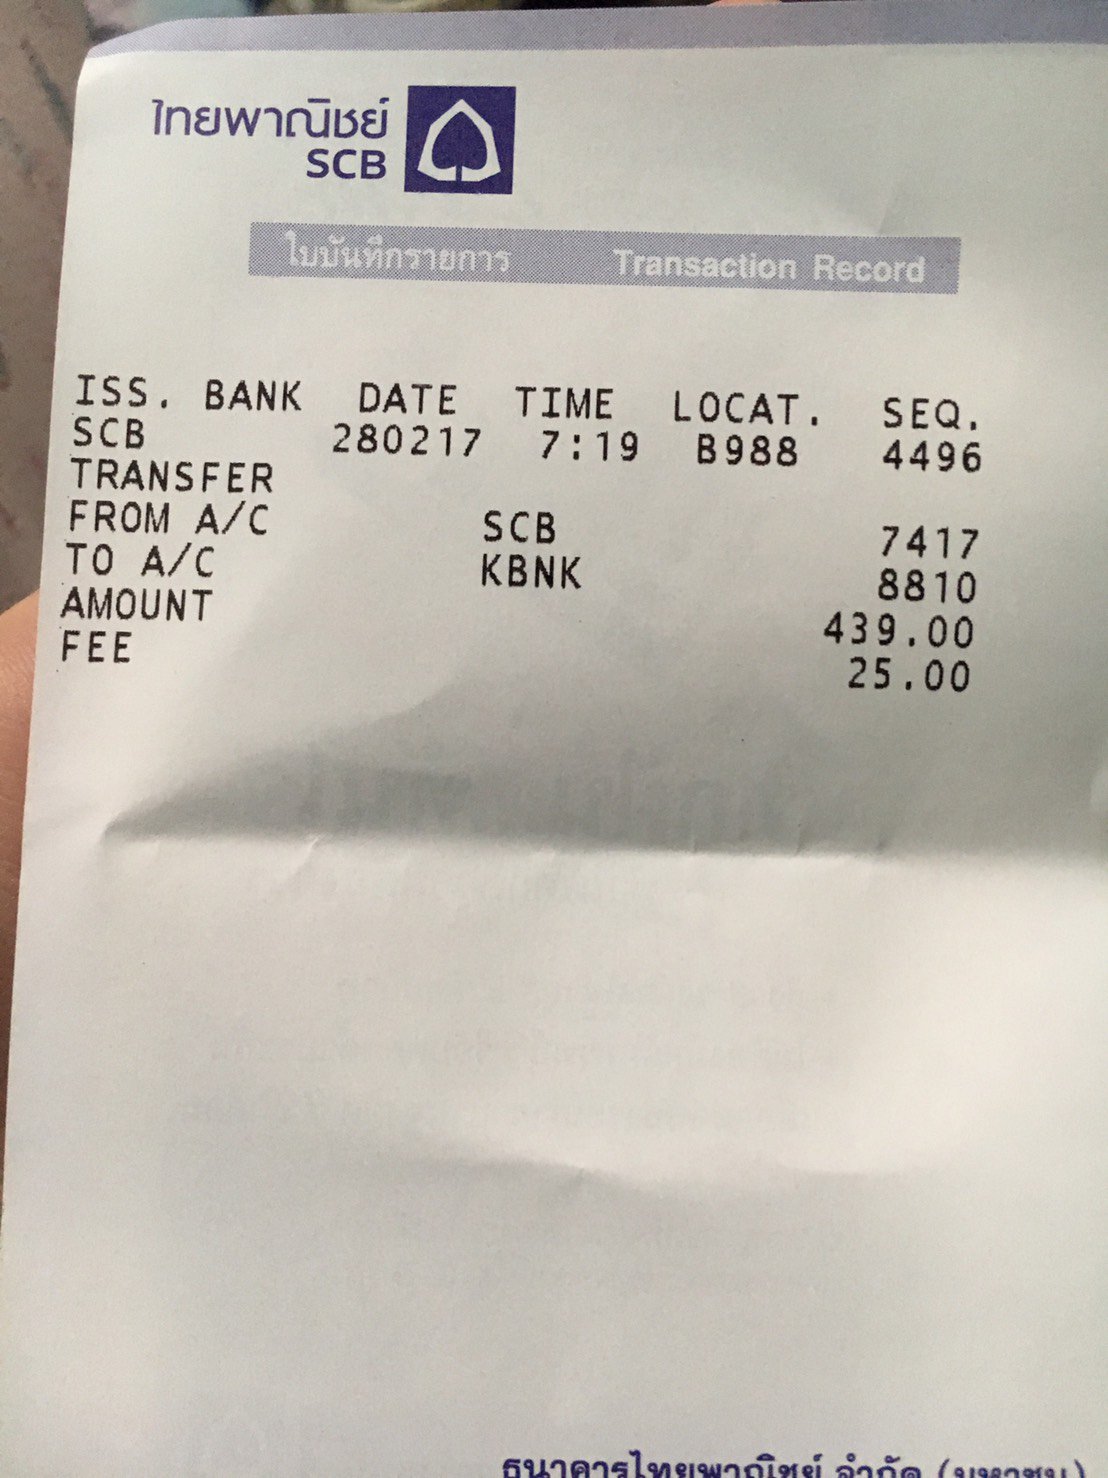 ไทยพาณิชย์
SCB
ใบบันทึกรายการ Transaction Record
ISS. BANK DATE TIME LOCAT. SEQ.
SCB 280217 7:19 B988 4496
TRANSFER
FROM A/C SCB 7417
TO A/C KBNK 8810
AMOUNT 439.00
FEE 25.00
ธนาคารไทยพาณิชย์ จำกัด (มหาชน)